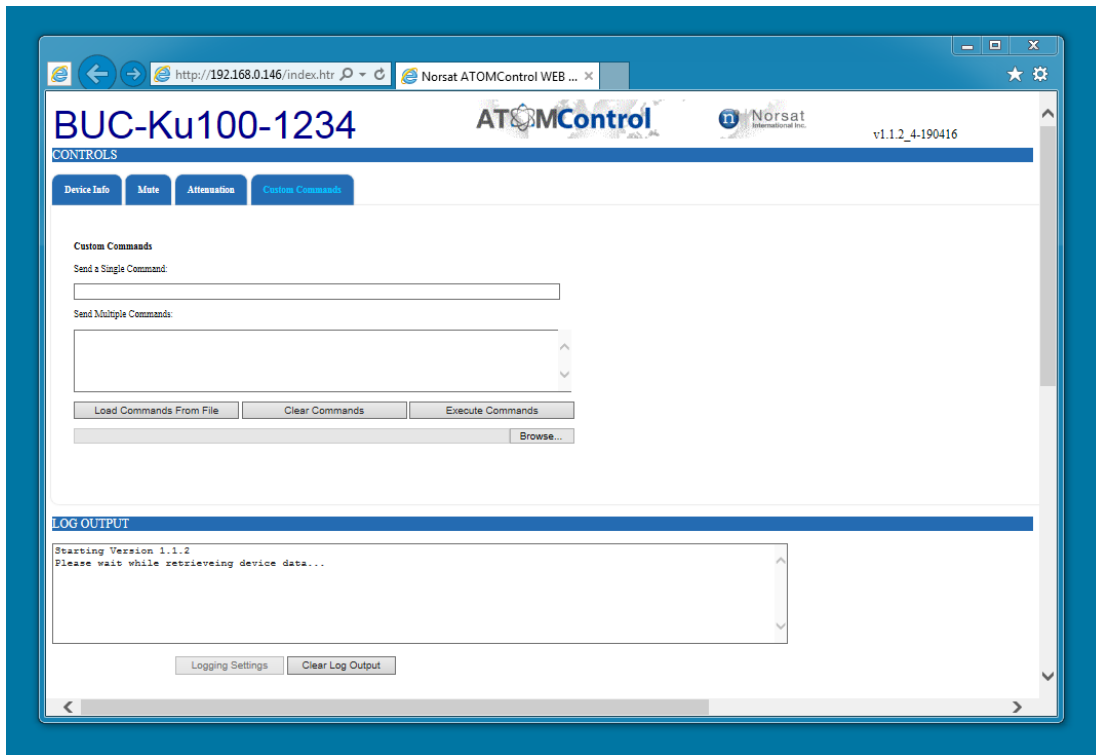 http://192.168.0.146/index.htr
Norsat ATOMControl WEB ...
BUC-Ku100-1234
ATOMControl
n Norsat
International Inc.
v1.1.2_4-190416
CONTROLS
Device Info Mute Attenuation Custom Commands
Custom Commands
Send a Single Command:
Send Multiple Commands:
Load Commands From File Clear Commands Execute Commands
Browse...
LOG OUTPUT
Starting Version 1.1.2
Please wait while retrieveing device data...
Logging Settings Clear Log Output